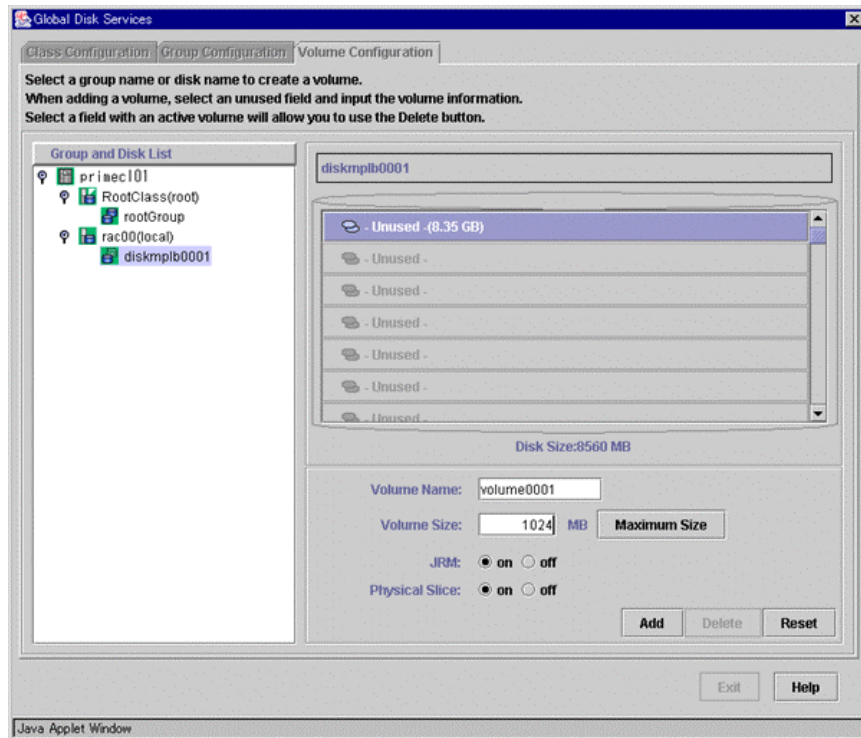 Global Disk Services
Class Configuration Group Configuration Volume Configuration
Select a group name or disk name to create a volume.
When adding a volume, select an unused field and input the volume information.
Select a field with an active volume will allow you to use the Delete button.
Group and Disk List
primecl01
RootClass(root)
rootGroup
rac00(local)
diskmplb0001
diskmplb0001
- Unused -(8.35 GB)
- Unused -
- Unused -
- Unused -
- Unused -
- Unused -
- Unused -
Disk Size:8560 MB
Volume Name: volume0001
Volume Size: 1024 MB Maximum Size
JRM: on off
Physical Slice: on off
Add Delete Reset
Exit Help
Java Applet Window